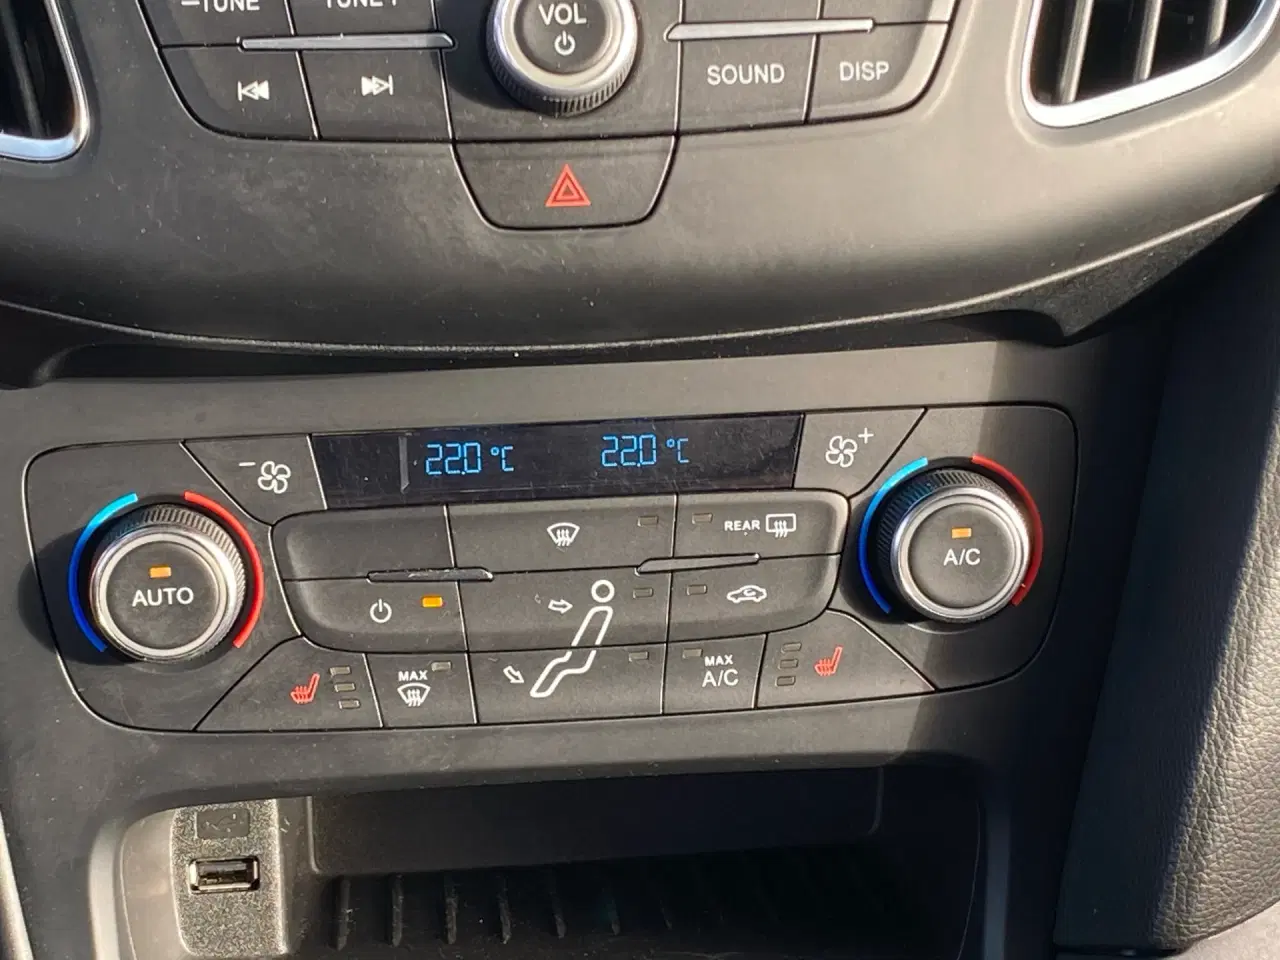 −TUNE
TUNE+
VOL
SOUND
DISP
22.0 °C
22.0 °C
REAR
AUTO
A/C
MAX
MAX
A/C